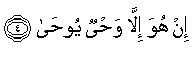 إِنْ هُوَ إِلَّا وَحْيٌ يُوحَىٰ ﴿٤﴾